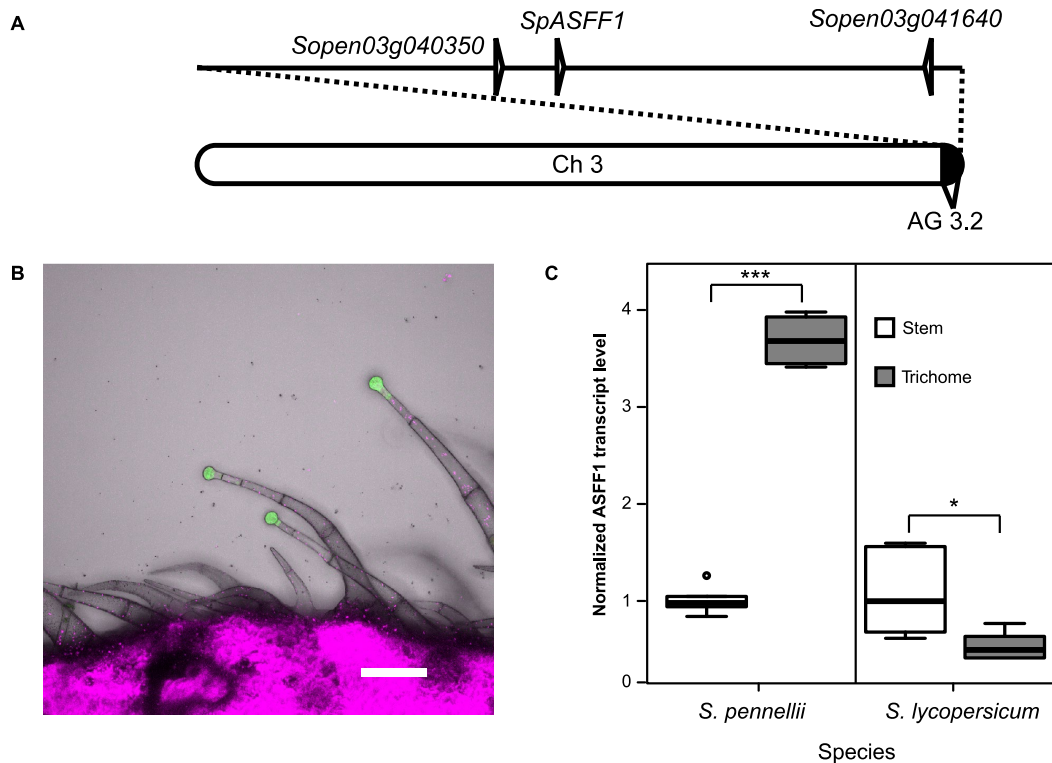 A
Sopen03g040350
SpASFF1
Sopen03g041640
Ch 3
AG 3.2
B
C
Normalized ASFF1 transcript level
4
3
2
1
0
***
*
Stem
Trichome
S. pennellii
S. lycopersicum
Species